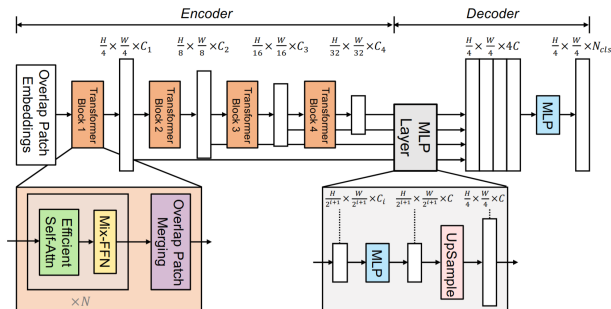 Encoder
Decoder
H/4 × W/4 × C₁
H/8 × W/8 × C₂
H/16 × W/16 × C₃
H/32 × W/32 × C₄
H/4 × W/4 × 4C
H/4 × W/4 × N_cls
Overlap Patch
Embeddings
Transformer
Block 1
Transformer
Block 2
Transformer
Block 3
Transformer
Block 4
MLP
Layer
MLP
Efficient
Self-Attn
Mix-FFN
Overlap Patch
Merging
×N
H/2^{i+1} × W/2^{i+1} × C_i
H/2^{i+1} × W/2^{i+1} × C
H/4 × W/4 × C
MLP
UpSample